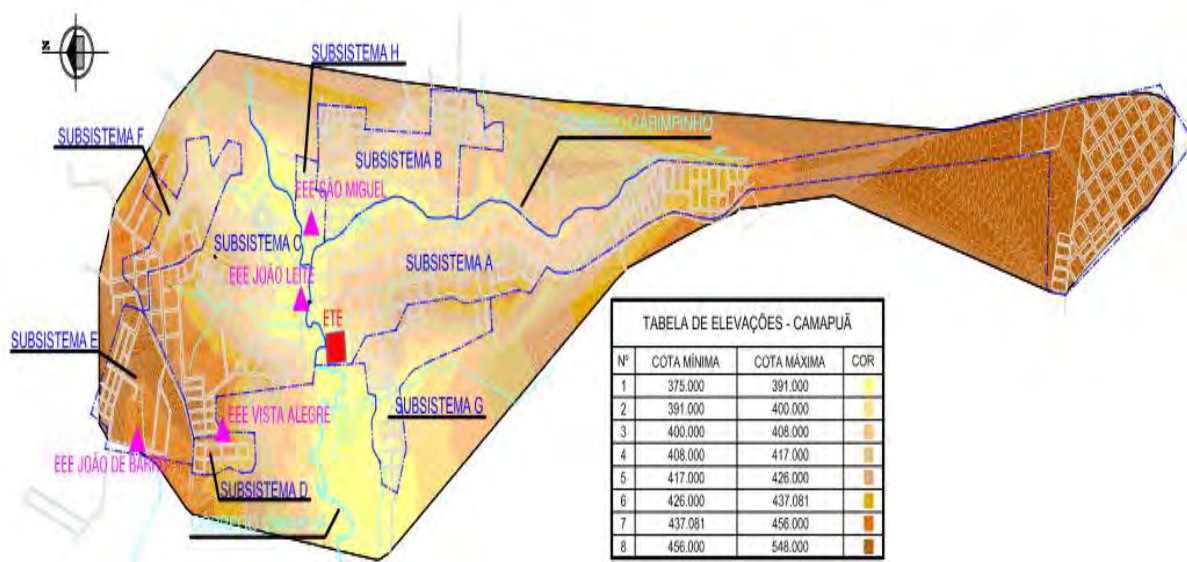 N
SUBSISTEMA H
SUBSISTEMA F
CORREGO GARIMPINHO
SUBSISTEMA B
EEE SÃO MIGUEL
SUBSISTEMA C
SUBSISTEMA A
EEE JOÃO LEITE
ETE
SUBSISTEMA E
SUBSISTEMA G
EEE VISTA ALEGRE
EEE JOÃO DE BARRO
SUBSISTEMA D
TABELA DE ELEVAÇÕES - CAMAPUÃ
Nº COTA MÍNIMA COTA MÁXIMA COR
1 375.000 391.000
2 391.000 400.000
3 400.000 408.000
4 408.000 417.000
5 417.000 426.000
6 426.000 437.081
7 437.081 456.000
8 456.000 548.000